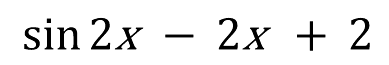 sin 2x − 2x + 2